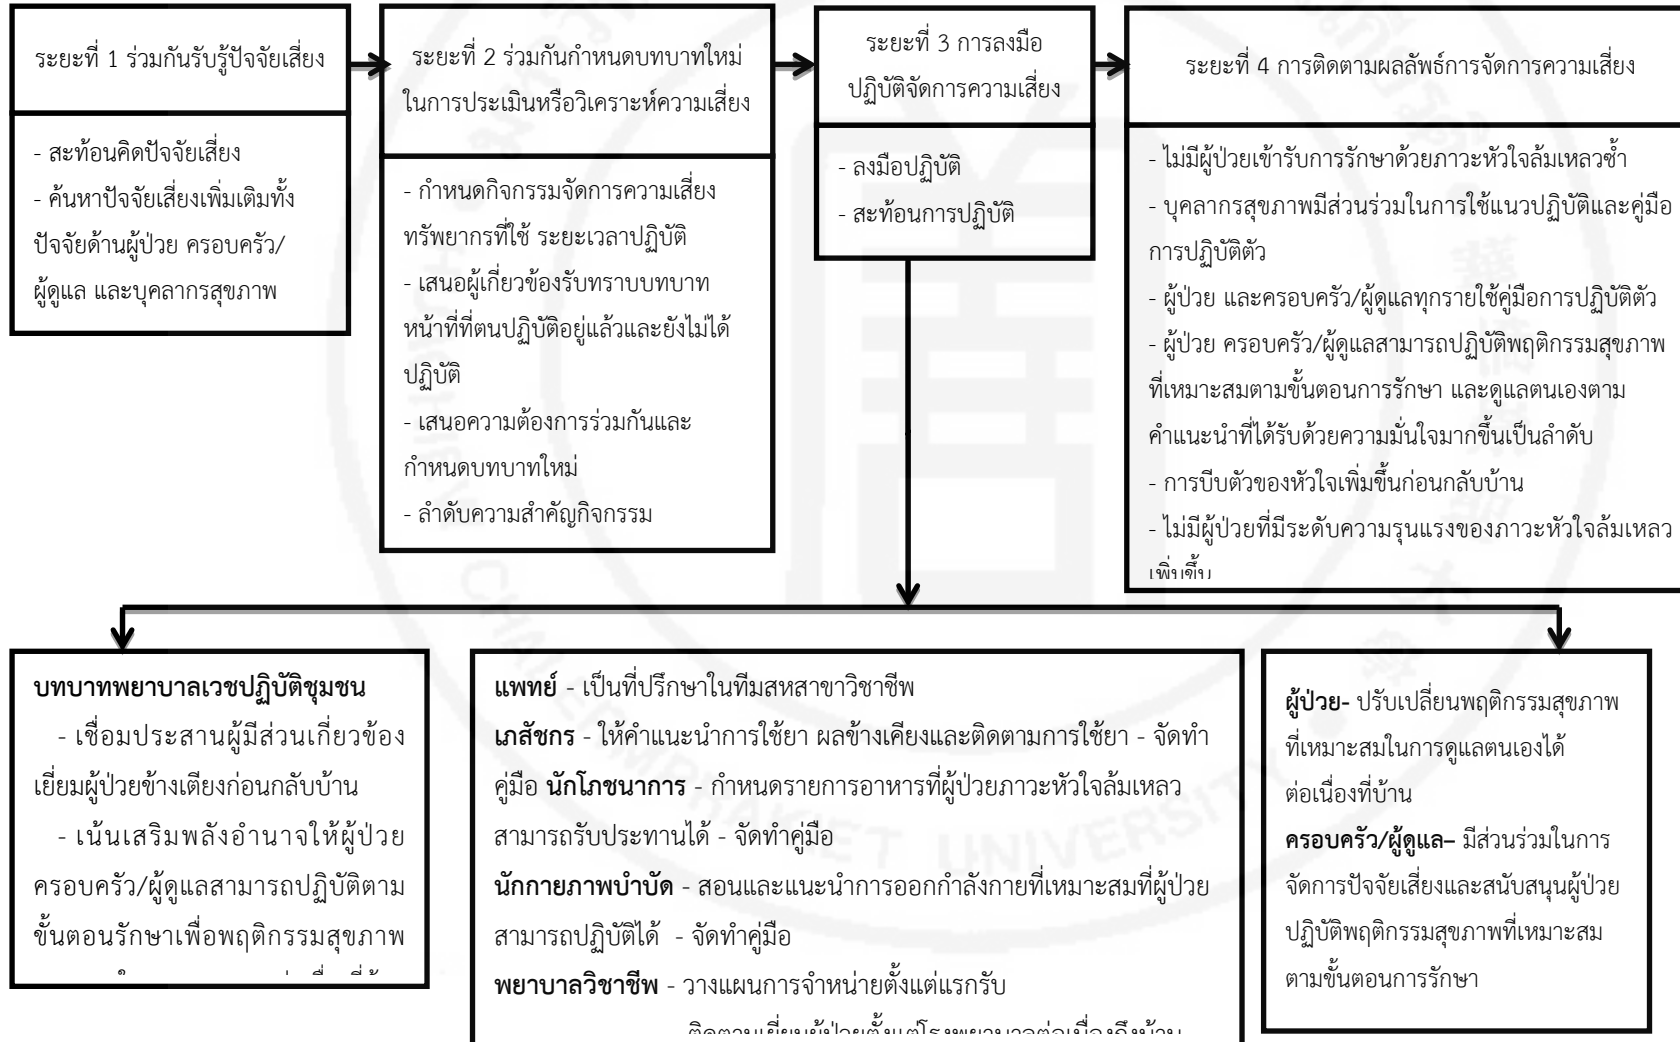 ระยะที่ 1 ร่วมกันรับรู้ปัจจัยเสี่ยง
- สะท้อนคิดปัจจัยเสี่ยง
- ค้นหาปัจจัยเสี่ยงเพิ่มเติมทั้ง
ปัจจัยด้านผู้ป่วย ครอบครัว/
ผู้ดูแล และบุคลากรสุขภาพ
ระยะที่ 2 ร่วมกันกำหนดบทบาทใหม่
ในการประเมินหรือวิเคราะห์ความเสี่ยง
- กำหนดกิจกรรมจัดการความเสี่ยง
ทรัพยากรที่ใช้ ระยะเวลาปฏิบัติ
- เสนอผู้เกี่ยวข้องรับทราบบทบาท
หน้าที่ที่ตนปฏิบัติอยู่แล้วและยังไม่ได้
ปฏิบัติ
- เสนอความต้องการร่วมกันและ
กำหนดบทบาทใหม่
- ลำดับความสำคัญกิจกรรม
ระยะที่ 3 การลงมือ
ปฏิบัติจัดการความเสี่ยง
- ลงมือปฏิบัติ
- สะท้อนการปฏิบัติ
ระยะที่ 4 การติดตามผลลัพธ์การจัดการความเสี่ยง
- ไม่มีผู้ป่วยเข้ารับการรักษาด้วยภาวะหัวใจล้มเหลวซ้ำ
- บุคลากรสุขภาพมีส่วนร่วมในการใช้แนวปฏิบัติและคู่มือ
การปฏิบัติตัว
- ผู้ป่วย และครอบครัว/ผู้ดูแลทุกรายใช้คู่มือการปฏิบัติตัว
- ผู้ป่วย ครอบครัว/ผู้ดูแลสามารถปฏิบัติพฤติกรรมสุขภาพ
ที่เหมาะสมตามขั้นตอนการรักษา และดูแลตนเองตาม
คำแนะนำที่ได้รับด้วยความมั่นใจมากขึ้นเป็นลำดับ
- การบีบตัวของหัวใจเพิ่มขึ้นก่อนกลับบ้าน
- ไม่มีผู้ป่วยที่มีระดับความรุนแรงของภาวะหัวใจล้มเหลว
เพิ่มขึ้น
บทบาทพยาบาลเวชปฏิบัติชุมชน
- เชื่อมประสานผู้มีส่วนเกี่ยวข้อง
เยี่ยมผู้ป่วยข้างเตียงก่อนกลับบ้าน
- เน้นเสริมพลังอำนาจให้ผู้ป่วย
ครอบครัว/ผู้ดูแลสามารถปฏิบัติตาม
ขั้นตอนรักษาเพื่อพฤติกรรมสุขภาพ
แพทย์ - เป็นที่ปรึกษาในทีมสหสาขาวิชาชีพ
เภสัชกร - ให้คำแนะนำการใช้ยา ผลข้างเคียงและติดตามการใช้ยา - จัดทำ
คู่มือ นักโภชนาการ - กำหนดรายการอาหารที่ผู้ป่วยภาวะหัวใจล้มเหลว
สามารถรับประทานได้ - จัดทำคู่มือ
นักกายภาพบำบัด - สอนและแนะนำการออกกำลังกายที่เหมาะสมที่ผู้ป่วย
สามารถปฏิบัติได้ - จัดทำคู่มือ
พยาบาลวิชาชีพ - วางแผนการจำหน่ายตั้งแต่แรกรับ
ติดตามเยี่ยมผู้ป่วยตั้งแต่โรงพยาบาลต่อเนื่องถึงบ้าน
ผู้ป่วย- ปรับเปลี่ยนพฤติกรรมสุขภาพ
ที่เหมาะสมในการดูแลตนเองได้
ต่อเนื่องที่บ้าน
ครอบครัว/ผู้ดูแล– มีส่วนร่วมในการ
จัดการปัจจัยเสี่ยงและสนับสนุนผู้ป่วย
ปฏิบัติพฤติกรรมสุขภาพที่เหมาะสม
ตามขั้นตอนการรักษา